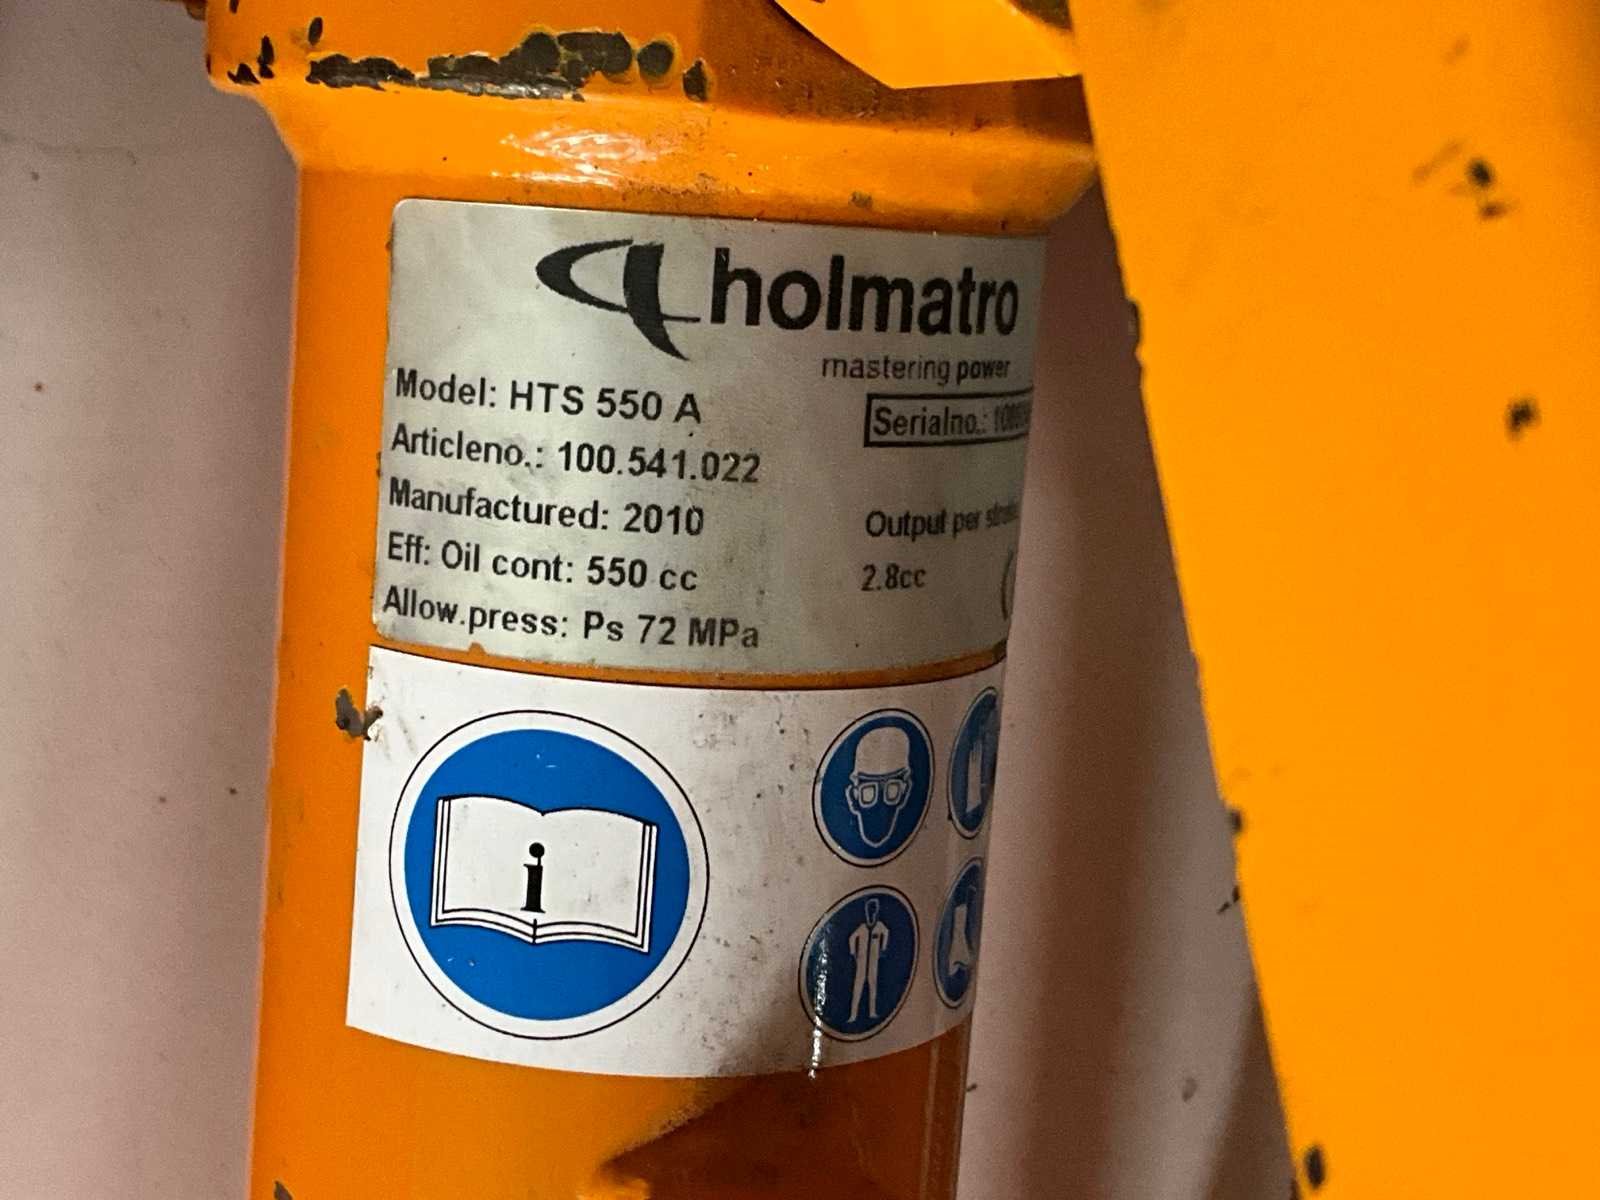 holmatro
mastering power
Model: HTS 550 A
Serialno.:
Articleno.: 100.541.022
Manufactured: 2010
Output per stroke
Eff: Oil cont: 550 cc
2.8cc
Allow.press: Ps 72 MPa
i